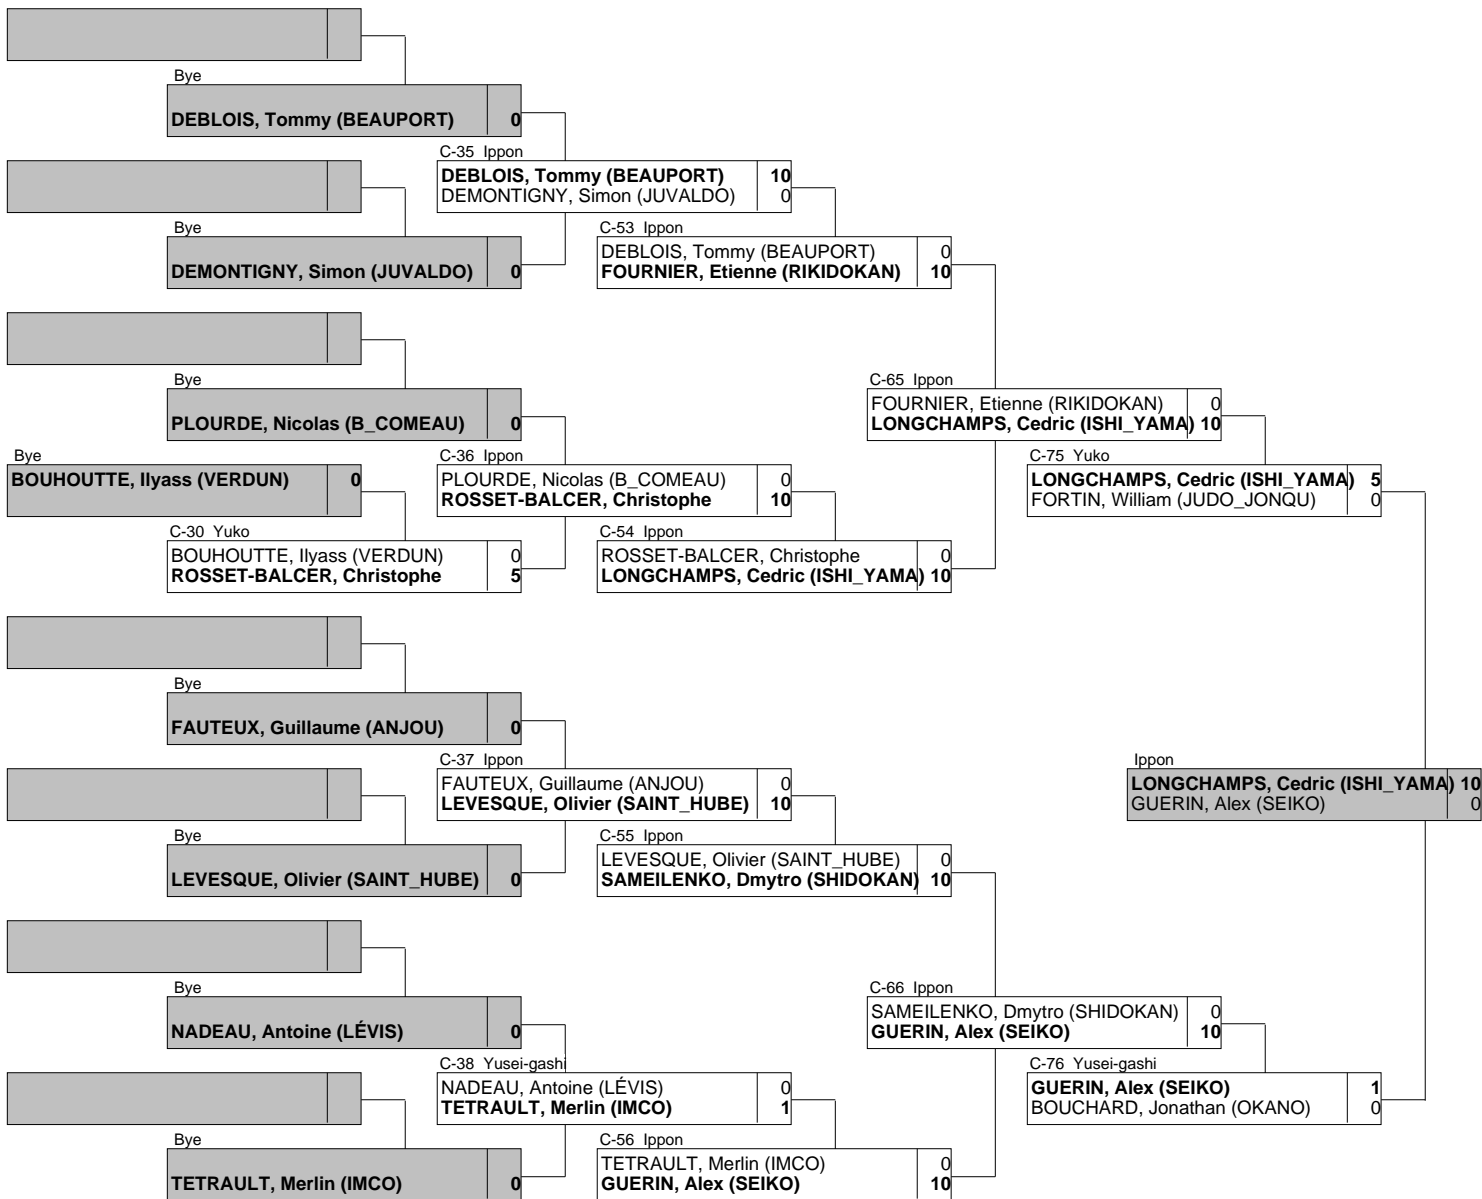 Bye
DEBLOIS, Tommy (BEAUPORT) 0
C-35 Ippon
DEBLOIS, Tommy (BEAUPORT) 10
DEMONTIGNY, Simon (JUVALDO) 0
Bye
DEMONTIGNY, Simon (JUVALDO) 0
C-53 Ippon
DEBLOIS, Tommy (BEAUPORT) 0
FOURNIER, Etienne (RIKIDOKAN) 10
Bye
PLOURDE, Nicolas (B_COMEAU) 0
C-65 Ippon
FOURNIER, Etienne (RIKIDOKAN) 0
LONGCHAMPS, Cedric (ISHI_YAMA) 10
Bye
BOUHOUTTE, Ilyass (VERDUN) 0
C-36 Ippon
PLOURDE, Nicolas (B_COMEAU) 0
ROSSET-BALCER, Christophe 10
C-75 Yuko
LONGCHAMPS, Cedric (ISHI_YAMA) 5
FORTIN, William (JUDO_JONQU) 0
C-30 Yuko
BOUHOUTTE, Ilyass (VERDUN) 0
ROSSET-BALCER, Christophe 5
C-54 Ippon
ROSSET-BALCER, Christophe 0
LONGCHAMPS, Cedric (ISHI_YAMA) 10
Bye
FAUTEUX, Guillaume (ANJOU) 0
C-37 Ippon
FAUTEUX, Guillaume (ANJOU) 0
LEVESQUE, Olivier (SAINT_HUBE) 10
Ippon
LONGCHAMPS, Cedric (ISHI_YAMA) 10
GUERIN, Alex (SEIKO) 0
Bye
LEVESQUE, Olivier (SAINT_HUBE) 0
C-55 Ippon
LEVESQUE, Olivier (SAINT_HUBE) 0
SAMEILENKO, Dmytro (SHIDOKAN) 10
Bye
NADEAU, Antoine (LÉVIS) 0
C-66 Ippon
SAMEILENKO, Dmytro (SHIDOKAN) 0
GUERIN, Alex (SEIKO) 10
C-38 Yusei-gashi
NADEAU, Antoine (LÉVIS) 0
TETRAULT, Merlin (IMCO) 1
C-76 Yusei-gashi
GUERIN, Alex (SEIKO) 1
BOUCHARD, Jonathan (OKANO) 0
Bye
TETRAULT, Merlin (IMCO) 0
C-56 Ippon
TETRAULT, Merlin (IMCO) 0
GUERIN, Alex (SEIKO) 10